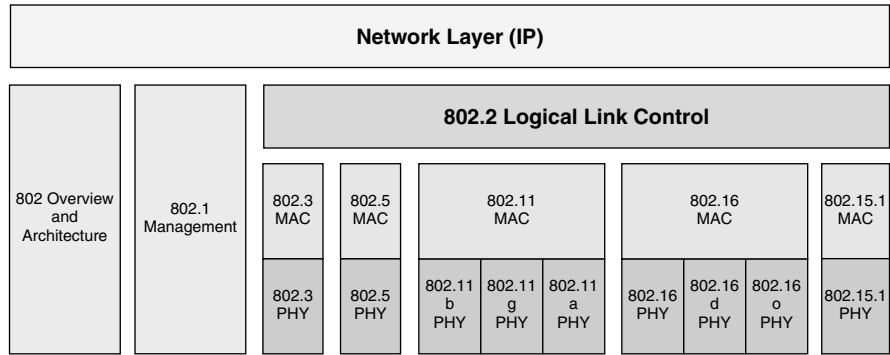 Network Layer (IP)
802.2 Logical Link Control
802 Overview
and
Architecture
802.1
Management
802.3
MAC
802.5
MAC
802.11
MAC
802.16
MAC
802.15.1
MAC
802.3
PHY
802.5
PHY
802.11
b
PHY
802.11
g
PHY
802.11
a
PHY
802.16
PHY
802.16
d
PHY
802.16
o
PHY
802.15.1
PHY